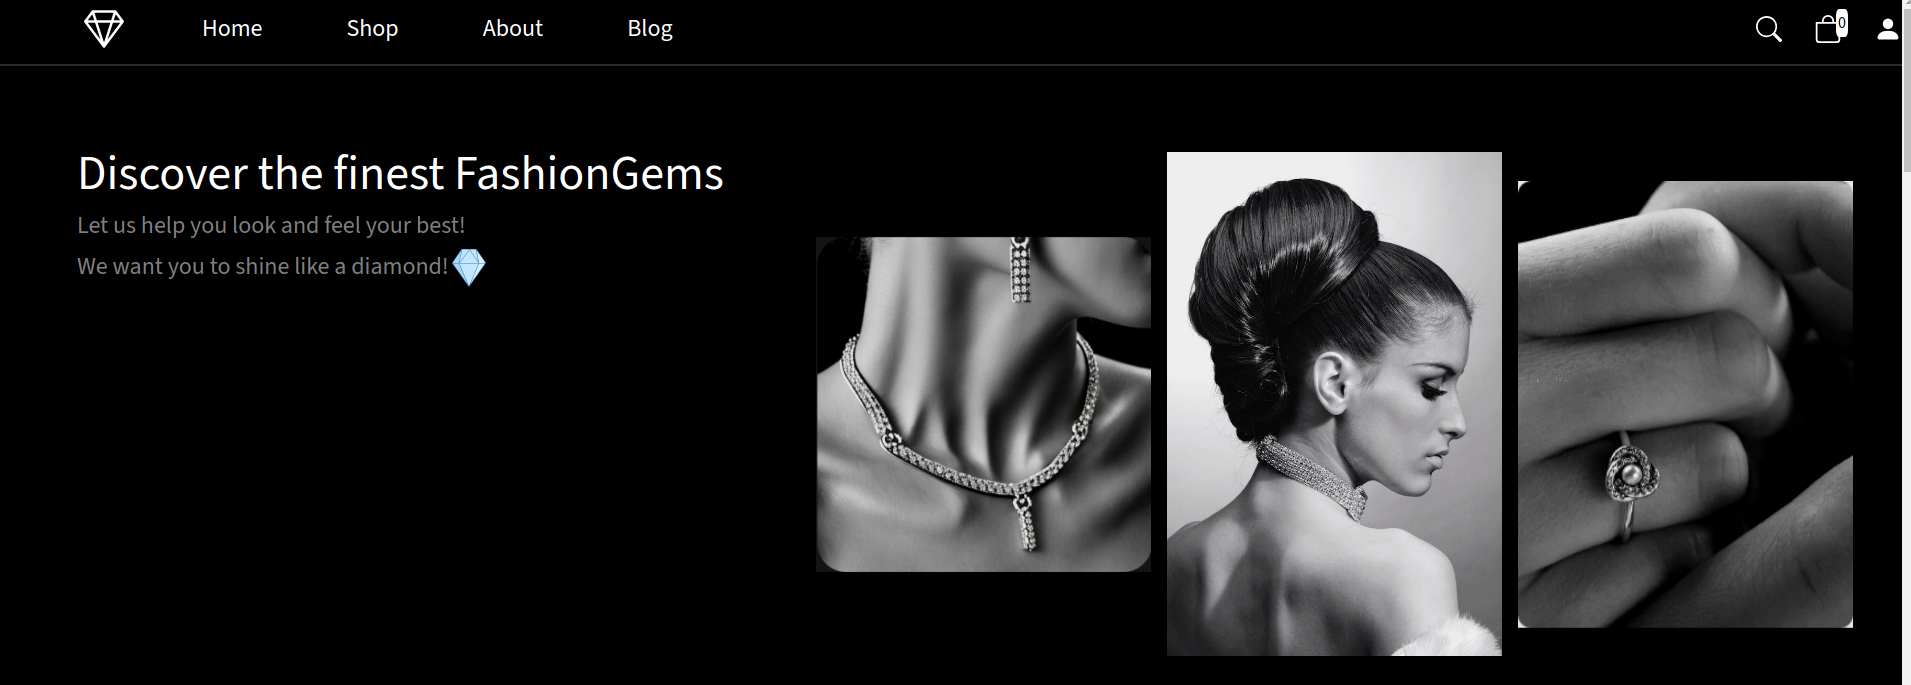 Home Shop About Blog 0
Discover the finest FashionGems
Let us help you look and feel your best!
We want you to shine like a diamond!💎